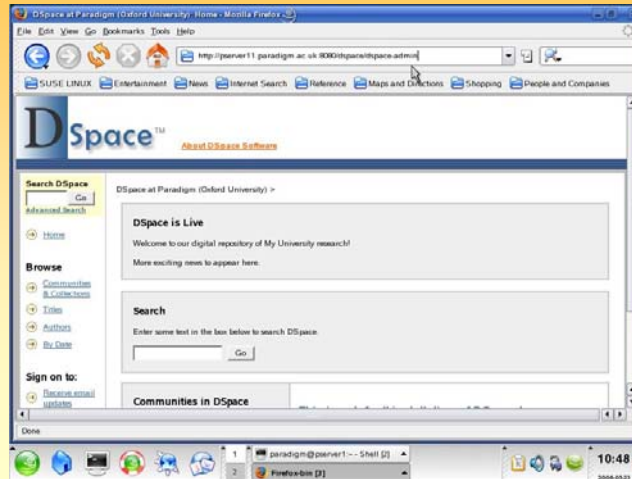 DSpace at Paradigm (Oxford University): Home - Mozilla Firefox
File Edit View Go Bookmarks Tools Help
http://pserver11.paradigm.ac.uk:8080/dspace/dspace-admin
SUSE LINUX Entertainment News Internet Search Reference Maps and Directions Shopping People and Companies
DSpace™
About DSpace Software
Search DSpace
Go
Advanced Search
Home
Browse
Communities
& Collections
Titles
Authors
By Date
Sign on to:
Receive email
updates
DSpace at Paradigm (Oxford University) >
DSpace is Live
Welcome to our digital repository of My University research!
More exciting news to appear here.
Search
Enter some text in the box below to search DSpace.
Go
Communities in DSpace
Done
1
2
paradigm@pserver1:~ - Shell [2]
Firefox-bin [2]
10:48